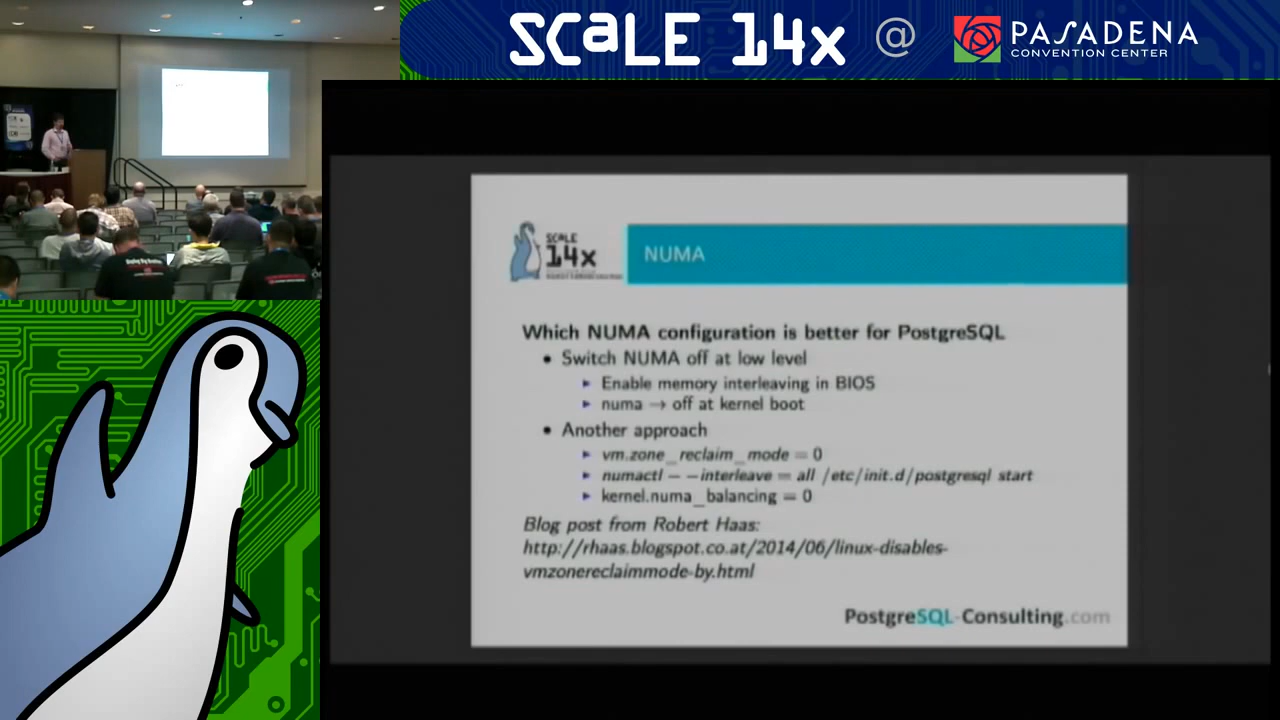 SCALE 14x @ PASADENA
CONVENTION CENTER
SCALE
14x
NUMA
Which NUMA configuration is better for PostgreSQL
• Switch NUMA off at low level
▸ Enable memory interleaving in BIOS
▸ numa → off at kernel boot
• Another approach
▸ vm.zone_reclaim_mode = 0
▸ numactl − −interleave = all /etc/init.d/postgresql start
▸ kernel.numa_balancing = 0
Blog post from Robert Haas:
http://rhaas.blogspot.co.at/2014/06/linux-disables-
vmzonereclaimmode-by.html
PostgreSQL-Consulting.com